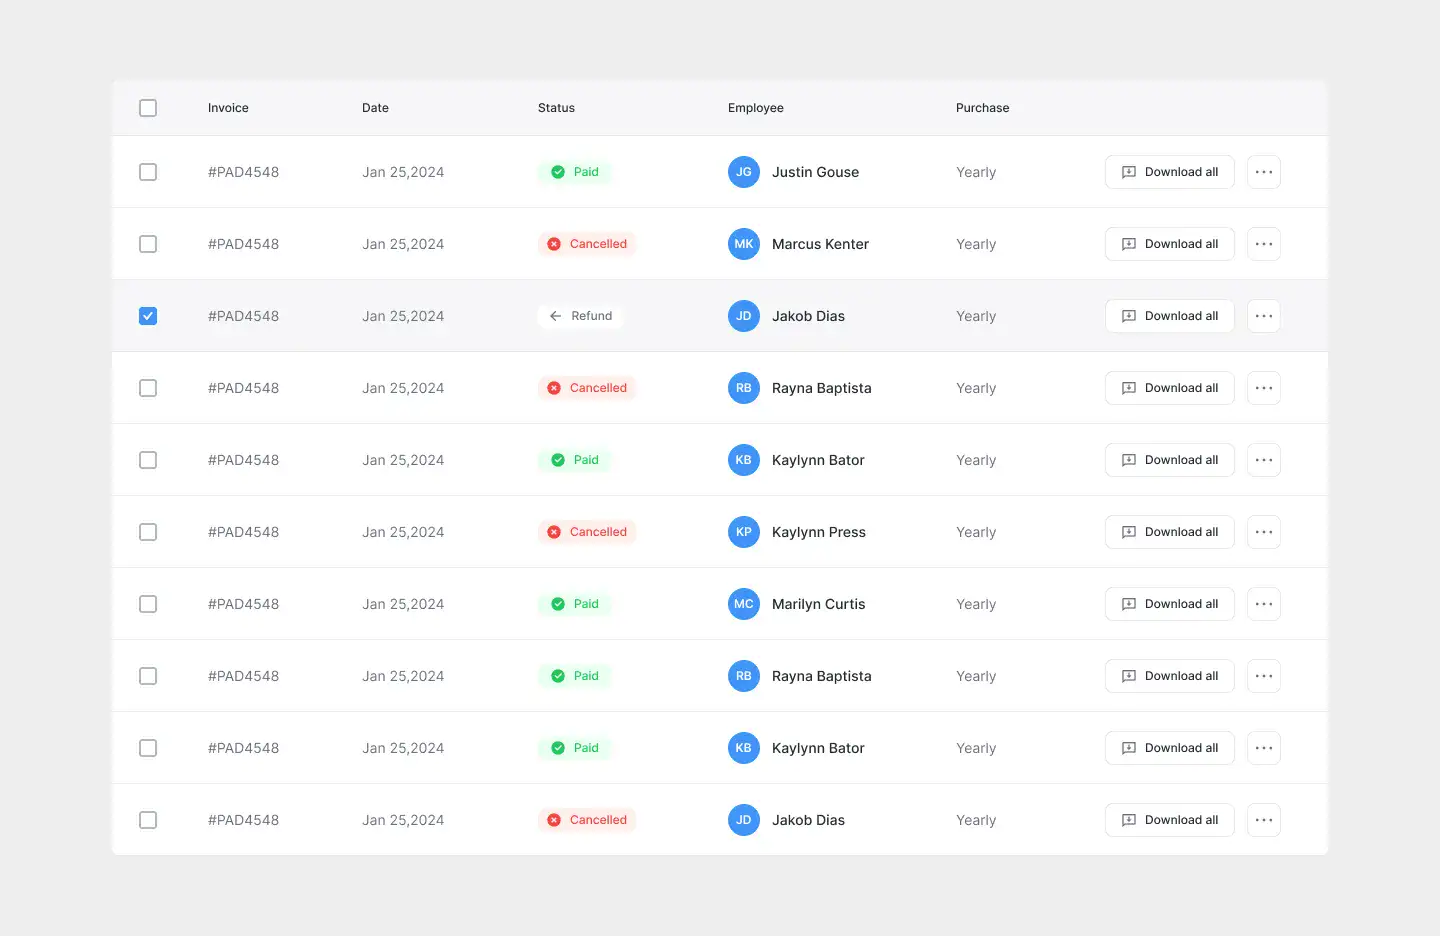 Invoice Date Status Employee Purchase
#PAD4548 Jan 25,2024 Paid JG Justin Gouse Yearly Download all
#PAD4548 Jan 25,2024 Cancelled MK Marcus Kenter Yearly Download all
#PAD4548 Jan 25,2024 Refund JD Jakob Dias Yearly Download all
#PAD4548 Jan 25,2024 Cancelled RB Rayna Baptista Yearly Download all
#PAD4548 Jan 25,2024 Paid KB Kaylynn Bator Yearly Download all
#PAD4548 Jan 25,2024 Cancelled KP Kaylynn Press Yearly Download all
#PAD4548 Jan 25,2024 Paid MC Marilyn Curtis Yearly Download all
#PAD4548 Jan 25,2024 Paid RB Rayna Baptista Yearly Download all
#PAD4548 Jan 25,2024 Paid KB Kaylynn Bator Yearly Download all
#PAD4548 Jan 25,2024 Cancelled JD Jakob Dias Yearly Download all